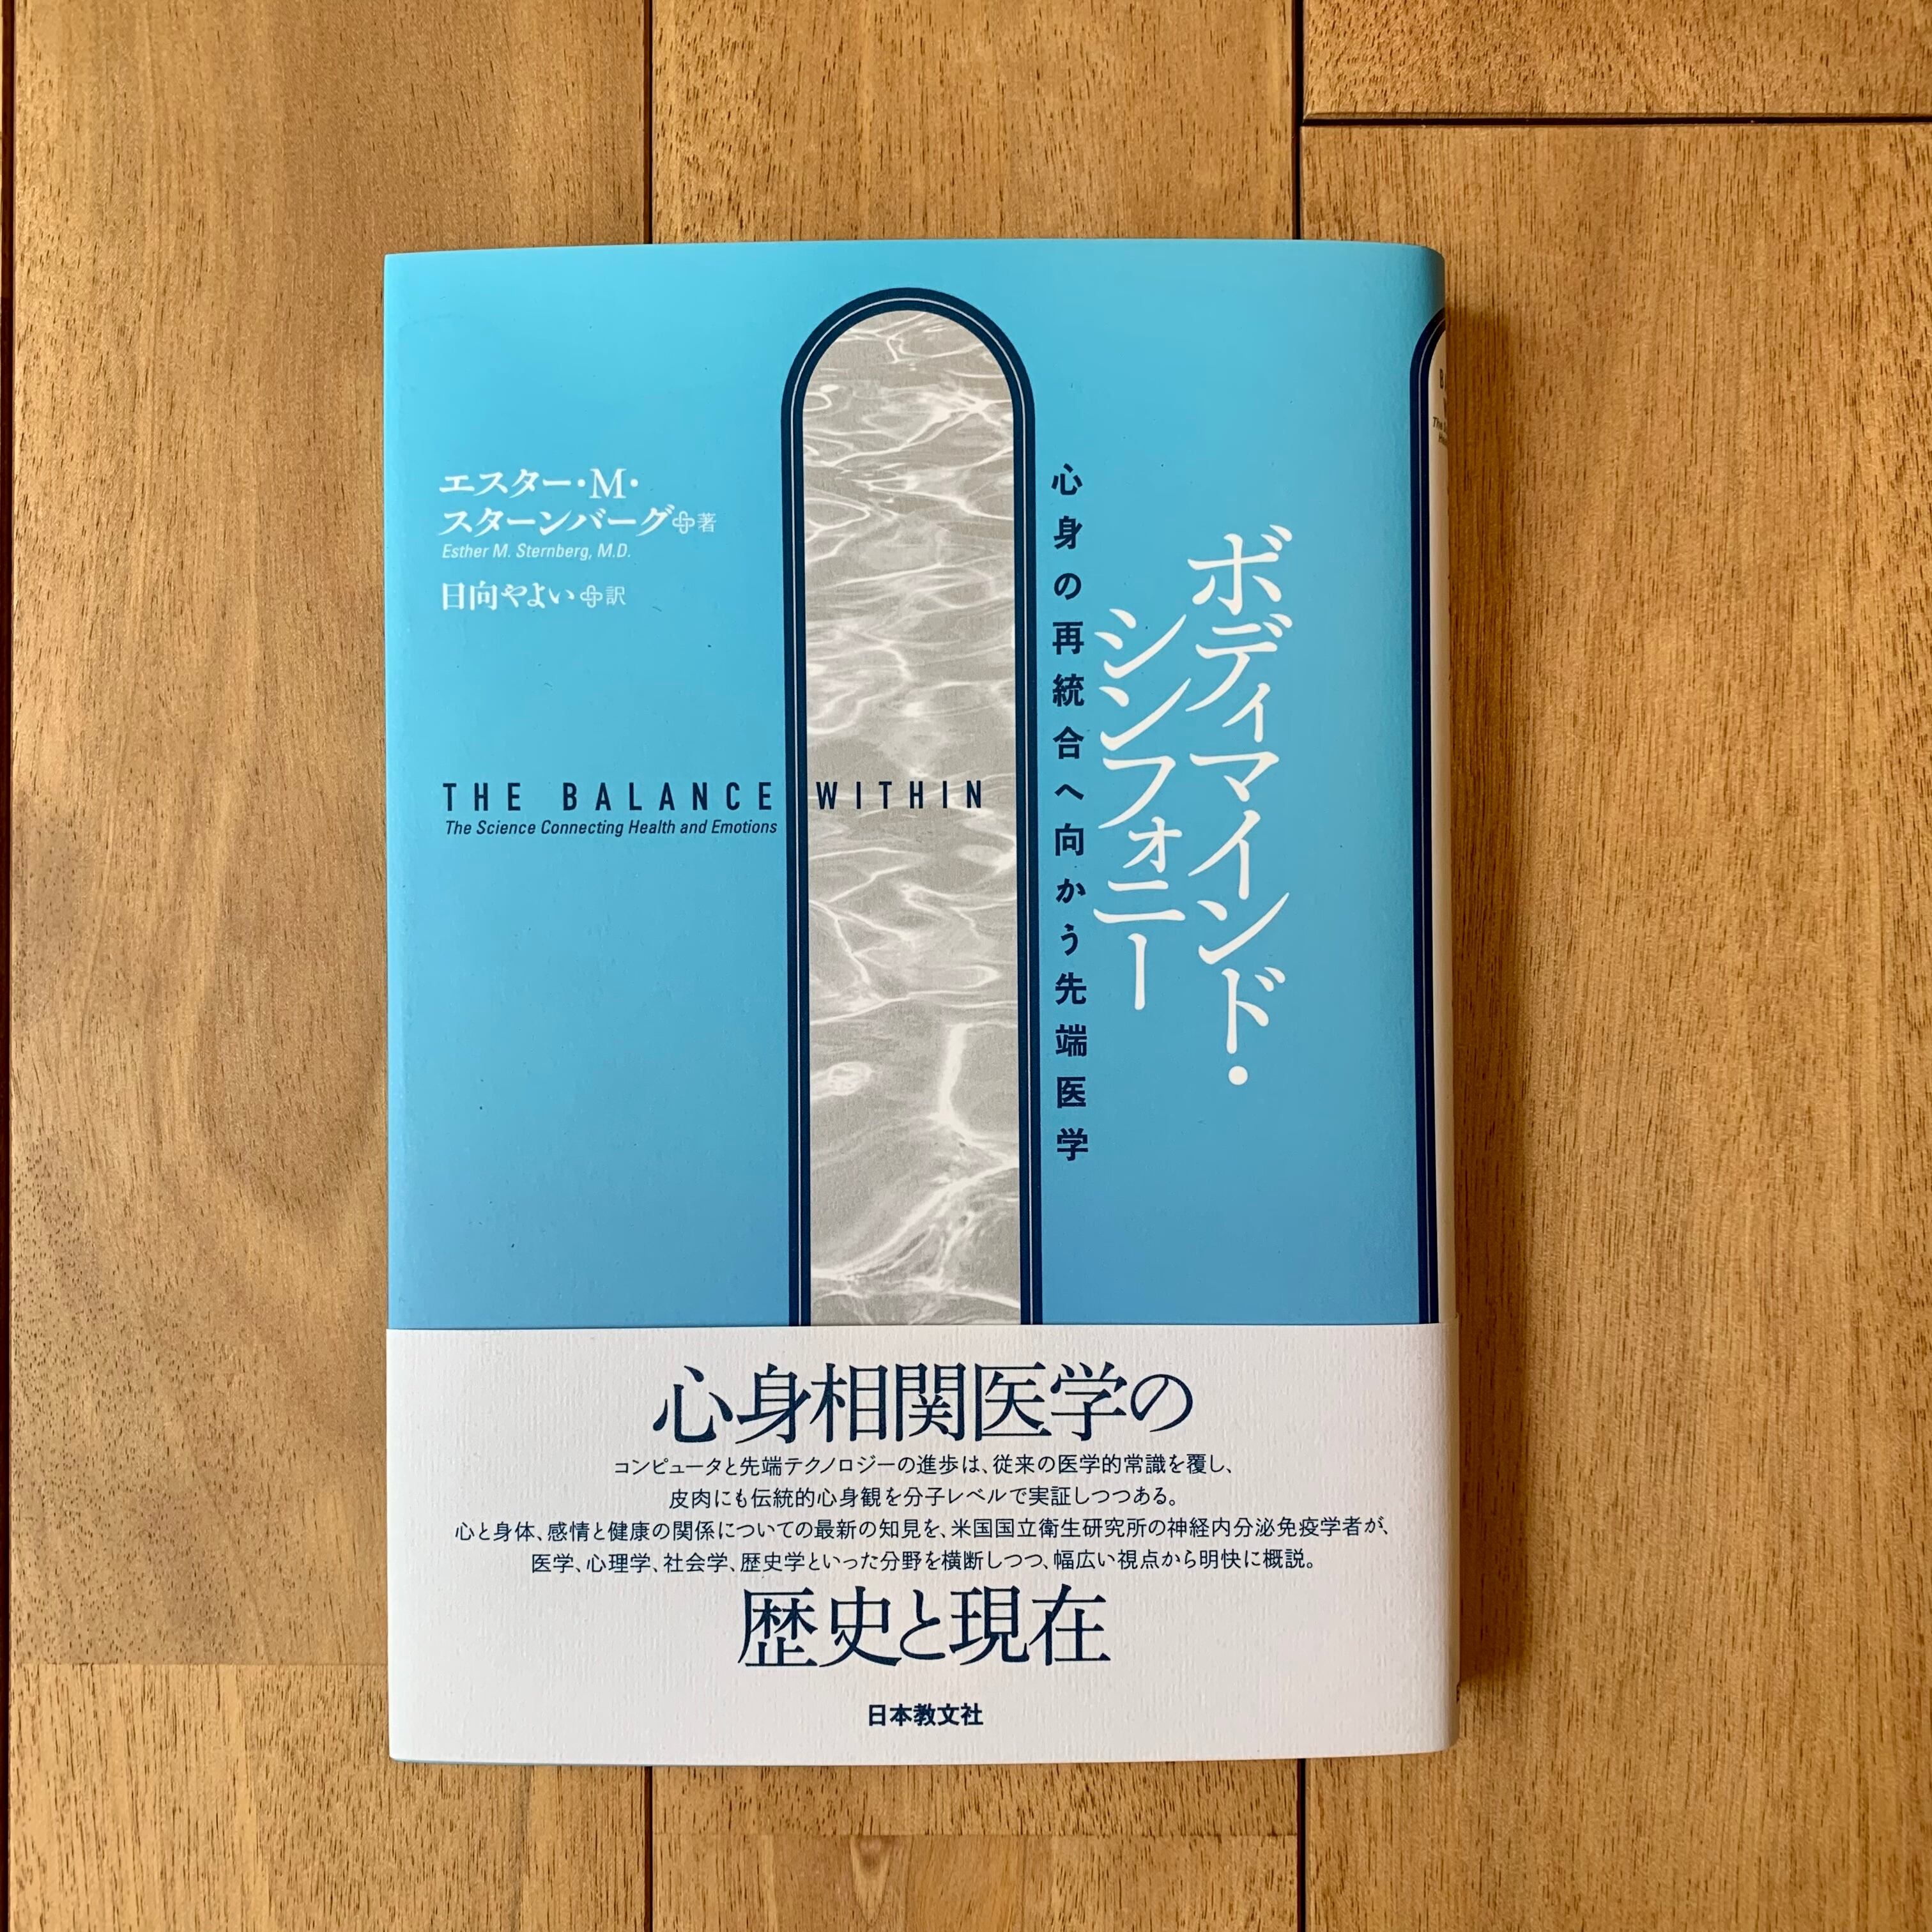 ボディマインド・
シンフォニー
心身の再統合へ向かう先端医学
エスター・M・
スターンバーグ 著
Esther M. Sternberg, M.D.
日向やよい 訳
THE BALANCE WITHIN
The Science Connecting Health and Emotions
心身相関医学の
コンピュータと先端テクノロジーの進歩は、従来の医学的常識を覆し、
皮肉にも伝統的心身観を分子レベルで実証しつつある。
心と身体、感情と健康の関係についての最新の知見を、米国国立衛生研究所の神経内分泌免疫学者が、
医学、心理学、社会学、歴史学といった分野を横断しつつ、幅広い視点から明快に概説。
歴史と現在
日本教文社